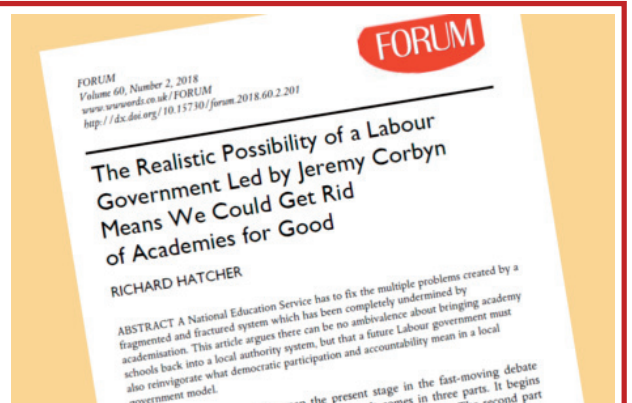 FORUM
FORUM
Volume 60, Number 2, 2018
www.wwwords.co.uk/FORUM
http://dx.doi.org/10.15730/forum.2018.60.2.201
The Realistic Possibility of a Labour
Government Led by Jeremy Corbyn
Means We Could Get Rid
of Academies for Good
RICHARD HATCHER
ABSTRACT A National Education Service has to fix the multiple problems created by a
fragmented and fractured system which has been completely undermined by
academisation. This article argues there can be no ambivalence about bringing academy
schools back into a local authority system, but that a future Labour government must
also reinvigorate what democratic participation and accountability mean in a local
government model.
the present stage in the fast-moving debate
comes in three parts. It begins
second part